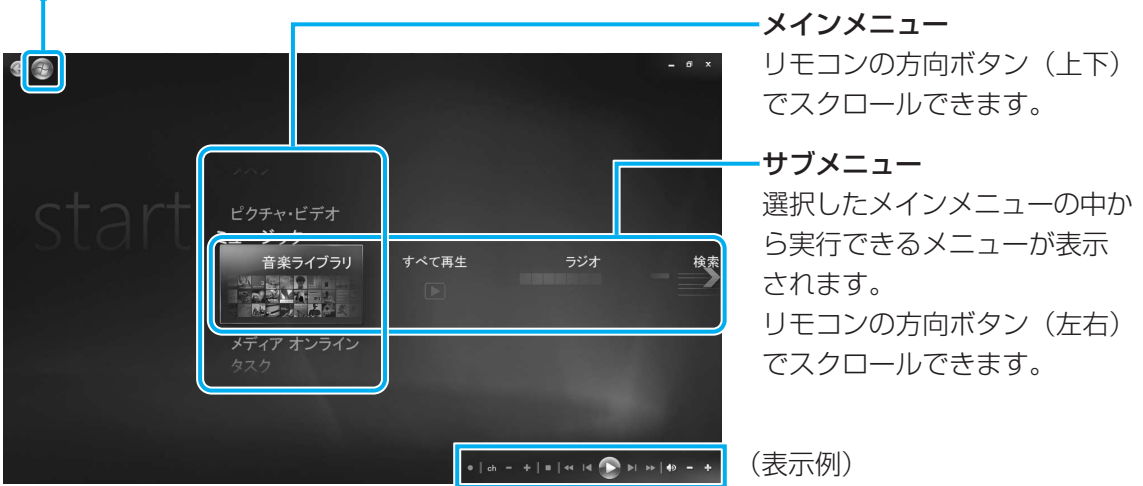 メインメニュー
リモコンの方向ボタン（上下）
でスクロールできます。
サブメニュー
選択したメインメニューの中か
ら実行できるメニューが表示
されます。
リモコンの方向ボタン（左右）
でスクロールできます。
start
ピクチャ・ビデオ
ミュージック
音楽ライブラリ
すべて再生
ラジオ
検索
メディア オンライン
タスク
ch － ＋
－ ＋
（表示例）